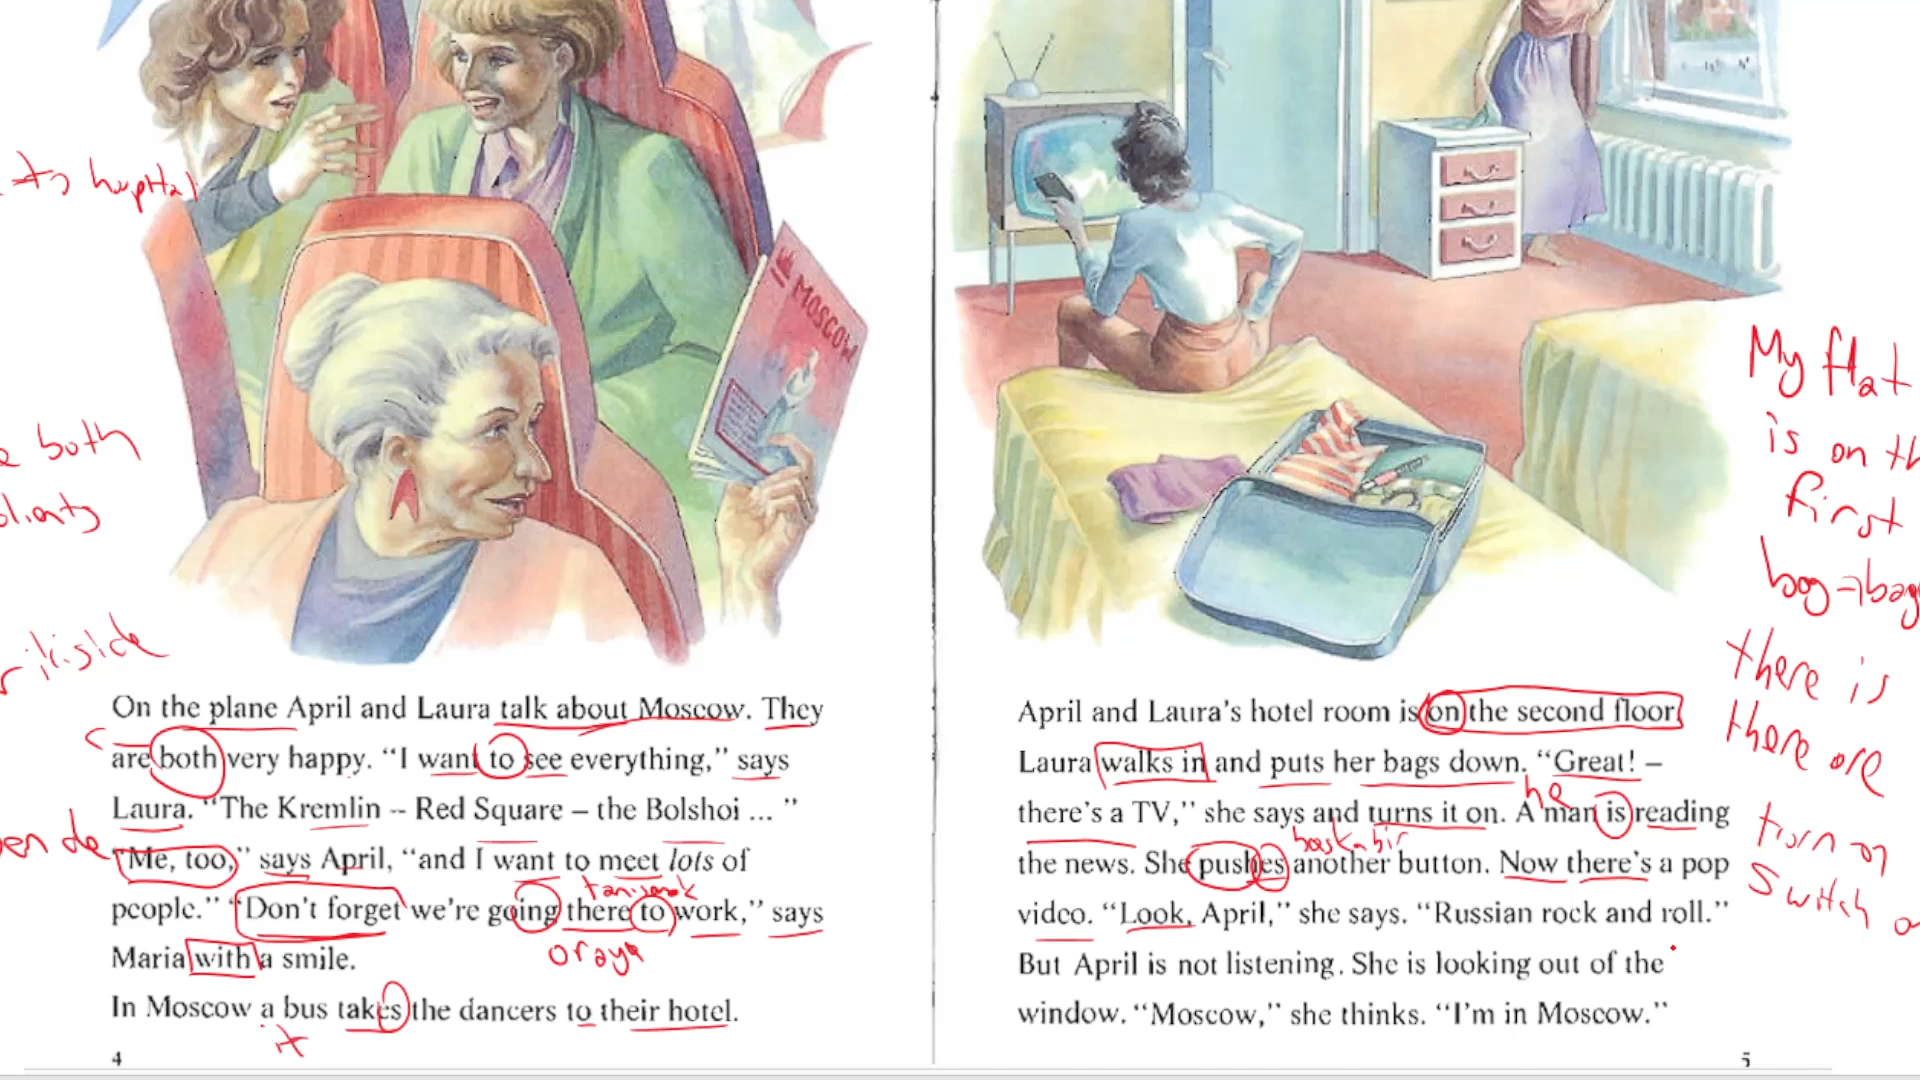 to hospital
MOSCOW
both
ikiside
On the plane April and Laura talk about Moscow. They
are both very happy. “I want to see everything,” says
Laura. “The Kremlin -- Red Square – the Bolshoi ... ”
“Me, too,” says April, “and I want to meet lots of
people.” “Don't forget we're going there to work,” says
oraya
Maria with a smile.
In Moscow a bus takes the dancers to their hotel.
it
4
My flat
is on th
first
bag→bag
there is
there are
turn on
switch
April and Laura's hotel room is on the second floor.
Laura walks in and puts her bags down. “Great! –
he
there's a TV,” she says and turns it on. A man is reading
baska bir
the news. She pushes another button. Now there's a pop
video. “Look, April,” she says. “Russian rock and roll.”
But April is not listening. She is looking out of the
window. “Moscow,” she thinks. “I'm in Moscow.”
5